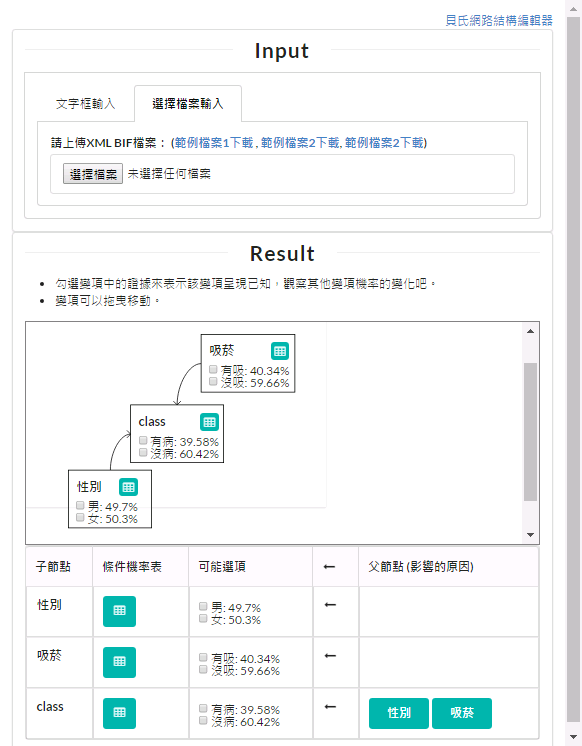 貝氏網路結構編輯器
Input
文字框輸入 選擇檔案輸入
請上傳XML BIF檔案： (範例檔案1下載 , 範例檔案2下載, 範例檔案2下載)
選擇檔案 未選擇任何檔案
Result
勾選變項中的證據來表示該變項呈現已知，觀察其他變項機率的變化吧。
變項可以拖曳移動。
吸菸
有吸: 40.34%
沒吸: 59.66%
class
有病: 39.58%
沒病: 60.42%
性別
男: 49.7%
女: 50.3%
子節點 條件機率表 可能選項 ← 父節點 (影響的原因)
性別 男: 49.7% ←
女: 50.3%
吸菸 有吸: 40.34% ←
沒吸: 59.66%
class 有病: 39.58% ← 性別 吸菸
沒病: 60.42%